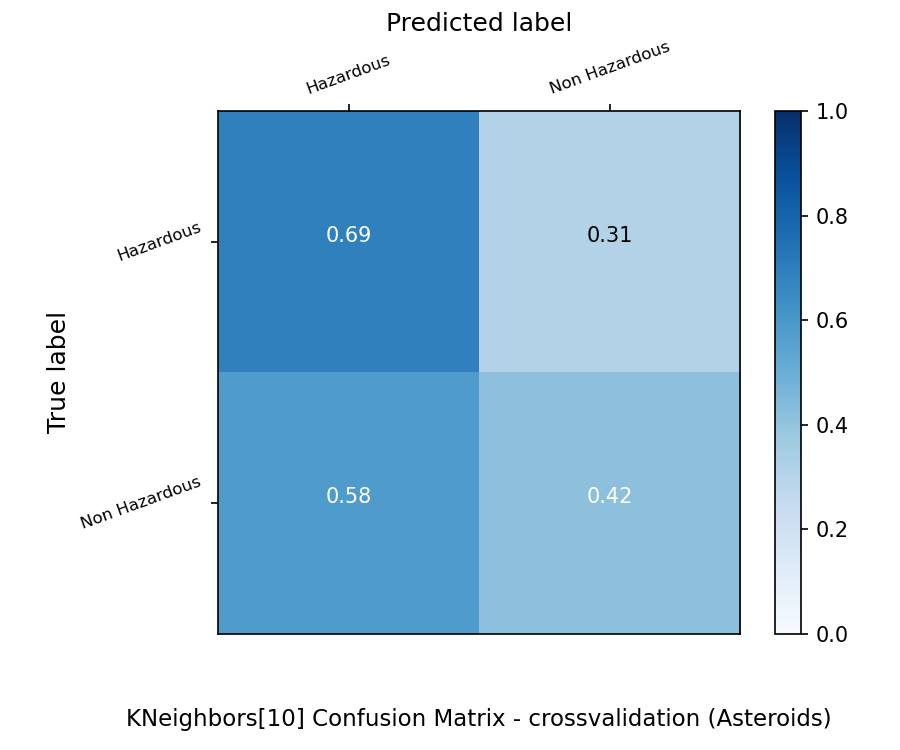 Predicted label
Hazardous
Non Hazardous
1.0
0.8
0.6
0.4
0.2
0.0
True label
Hazardous
0.69
0.31
Non Hazardous
0.58
0.42
KNeighbors[10] Confusion Matrix - crossvalidation (Asteroids)